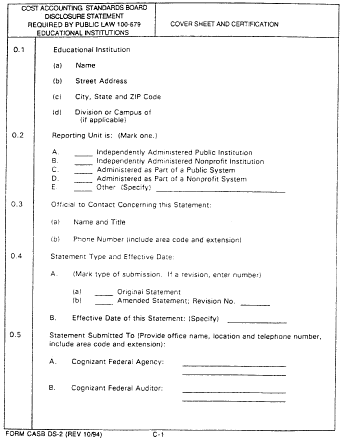 COST ACCOUNTING STANDARDS BOARD
DISCLOSURE STATEMENT
REQUIRED BY PUBLIC LAW 100-679
EDUCATIONAL INSTITUTIONS
COVER SHEET AND CERTIFICATION
0.1 Educational Institution
(a) Name
(b) Street Address
(c) City, State and ZIP Code
(d) Division or Campus of
(if applicable)
0.2 Reporting Unit is: (Mark one.)
A. ____ Independently Administered Public Institution
B. ____ Independently Administered Nonprofit Institution
C. ____ Administered as Part of a Public System
D. ____ Administered as Part of a Nonprofit System
E. ____ Other (Specify) ____
0.3 Official to Contact Concerning this Statement:
(a) Name and Title
(b) Phone Number (include area code and extension)
0.4 Statement Type and Effective Date:
A. (Mark type of submission. If a revision, enter number)
(a) ____ Original Statement
(b) ____ Amended Statement; Revision No. ____
B. Effective Date of this Statement: (Specify) ____
0.5 Statement Submitted To (Provide office name, location and telephone number,
include area code and extension):
A. Cognizant Federal Agency: ____
B. Cognizant Federal Auditor: ____
FORM CASB DS-2 (REV 10/94) C-1